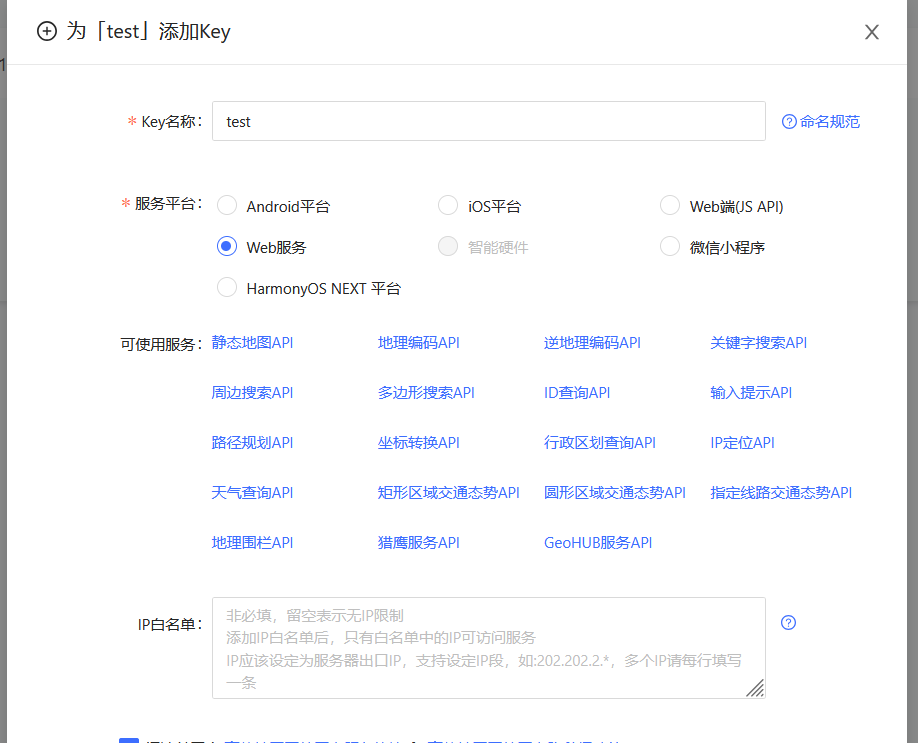 为「test」添加Key
* Key名称：
test
命名规范
* 服务平台：
Android平台
iOS平台
Web端(JS API)
Web服务
智能硬件
微信小程序
HarmonyOS NEXT 平台
可使用服务：
静态地图API
地理编码API
逆地理编码API
关键字搜索API
周边搜索API
多边形搜索API
ID查询API
输入提示API
路径规划API
坐标转换API
行政区划查询API
IP定位API
天气查询API
矩形区域交通态势API
圆形区域交通态势API
指定线路交通态势API
地理围栏API
猎鹰服务API
GeoHUB服务API
IP白名单：
非必填，留空表示无IP限制
添加IP白名单后，只有白名单中的IP可访问服务
IP应该设定为服务器出口IP，支持设定IP段，如:202.202.2.*，多个IP请每行填写
一条